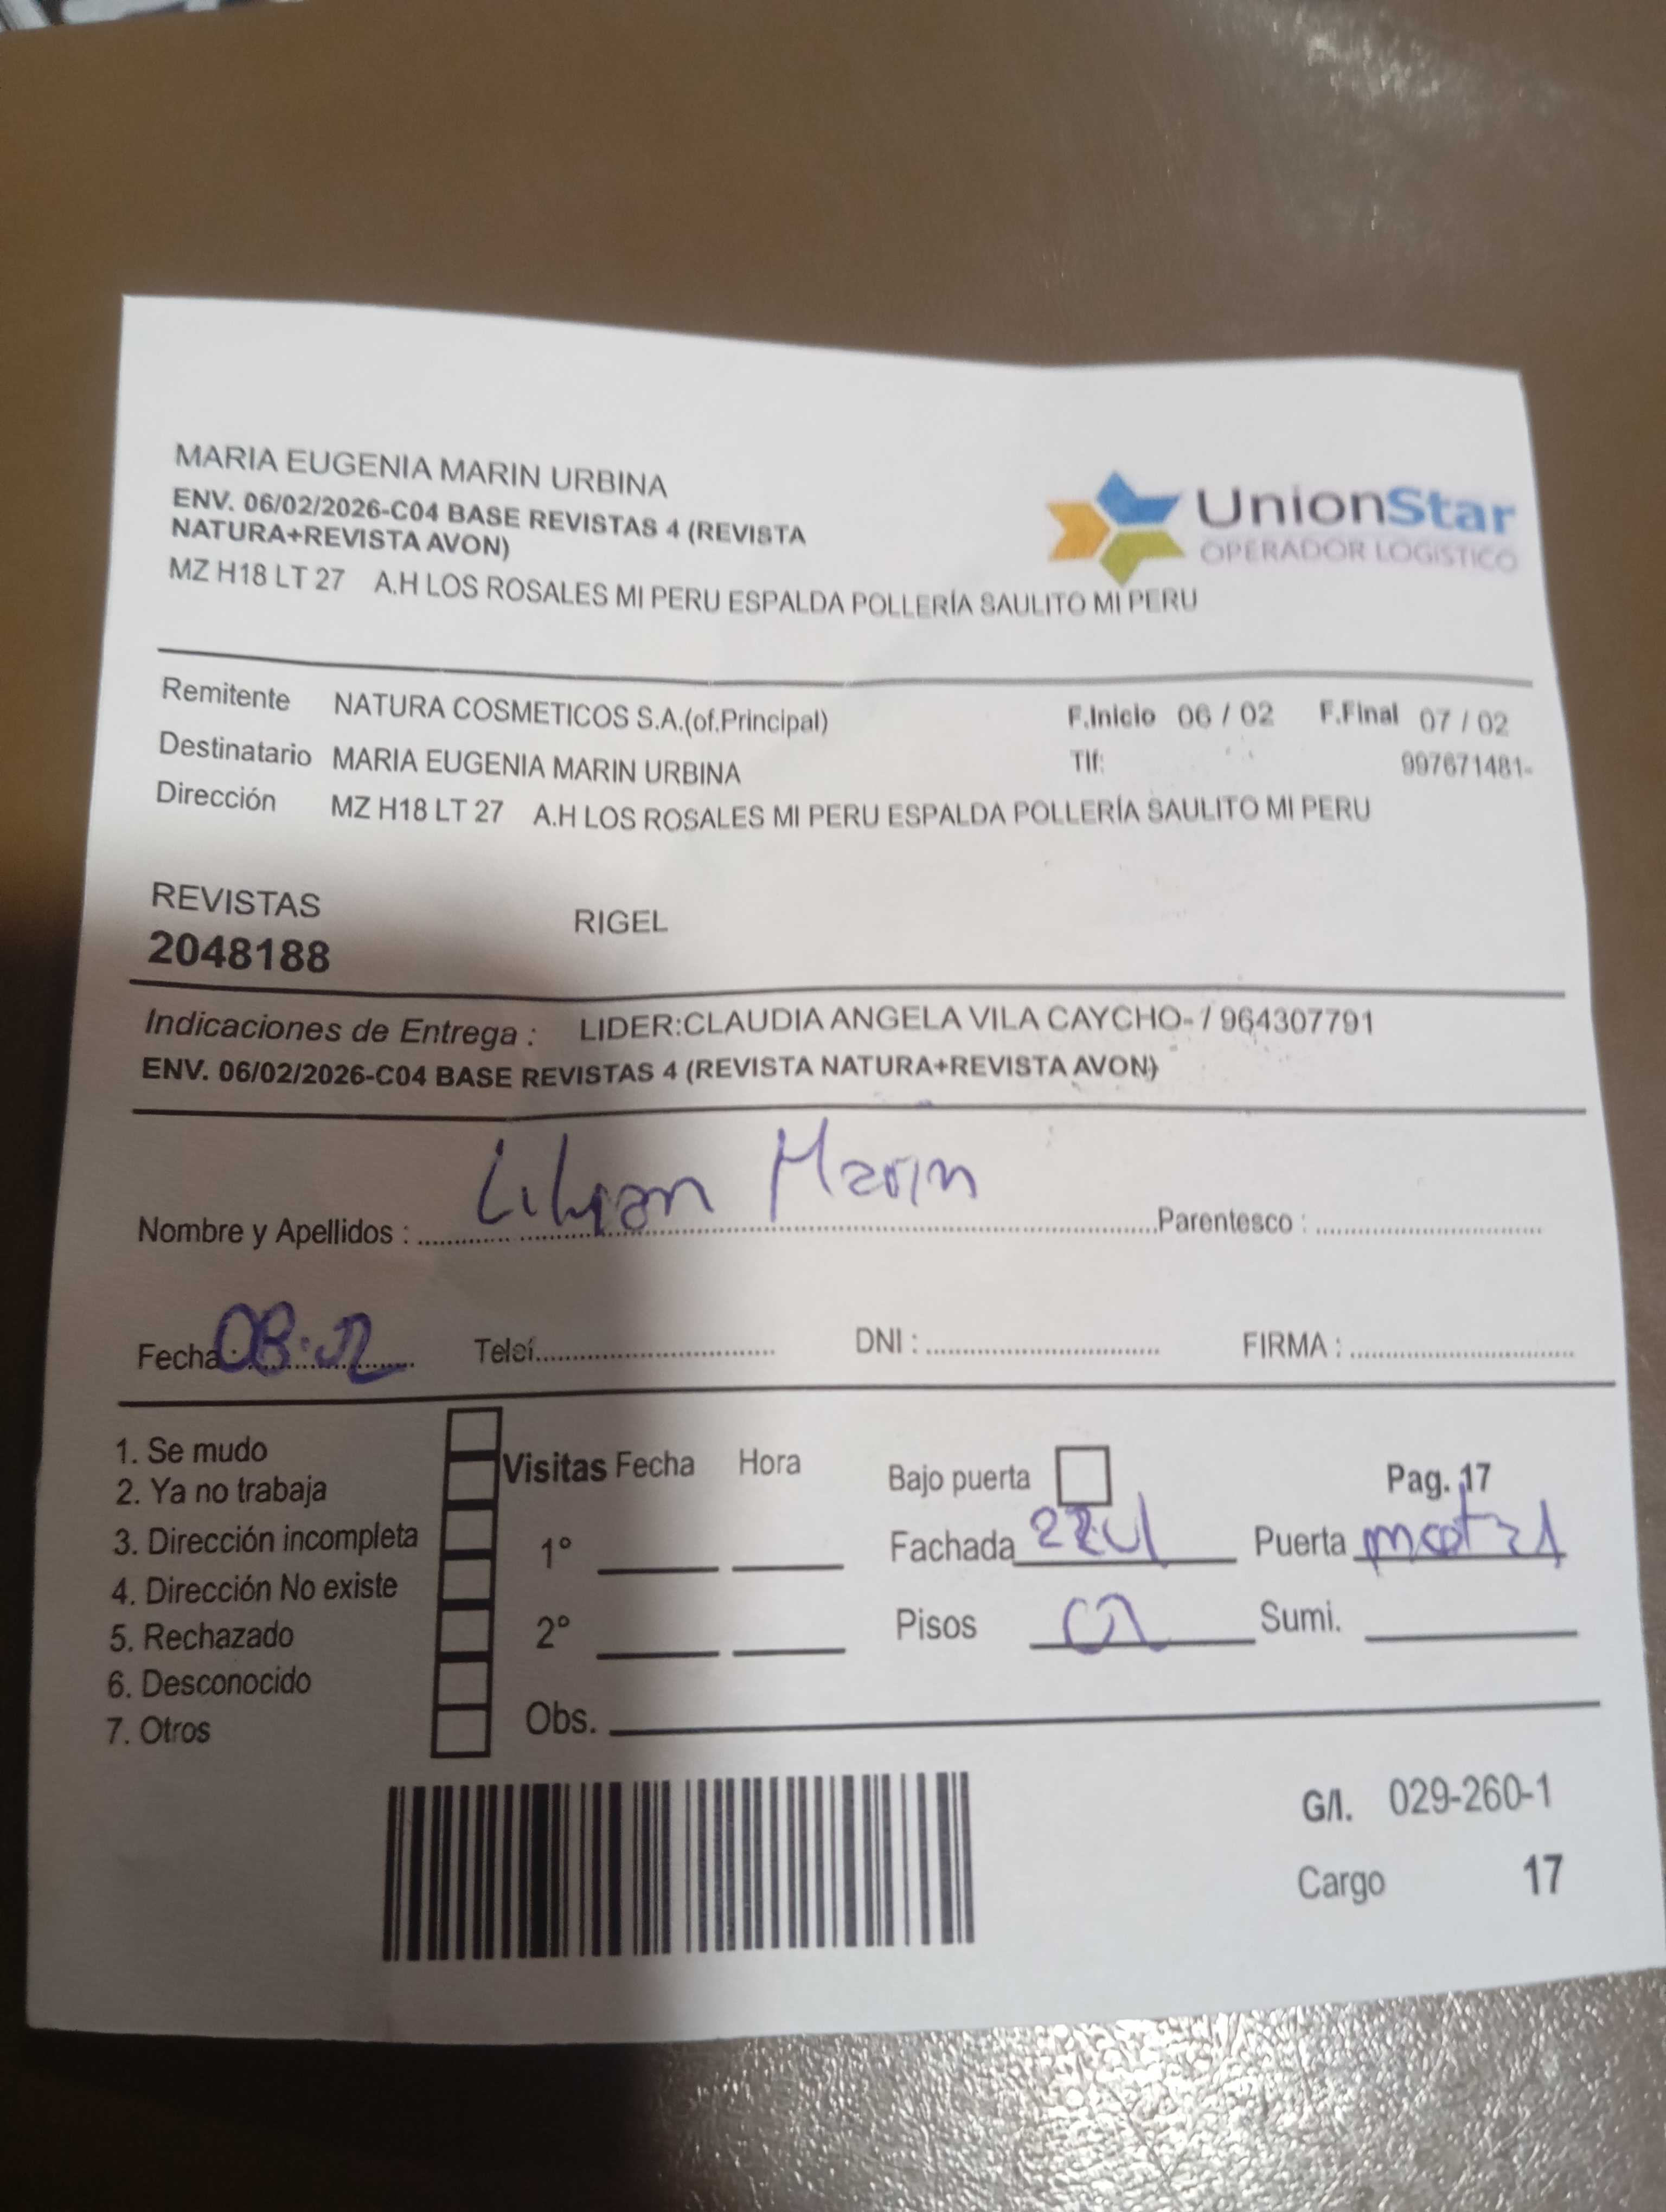 MARIA EUGENIA MARIN URBINA
ENV. 06/02/2026-C04 BASE REVISTAS 4 (REVISTA
NATURA+REVISTA AVON)
MZ H18 LT 27 A.H LOS ROSALES MI PERU ESPALDA POLLERÍA SAULITO MI PERU
UnionStar
OPERADOR LOGISTICO
Remitente NATURA COSMETICOS S.A.(of.Principal) F.Inicio 06 / 02 F.Final 07 / 02
Destinatario MARIA EUGENIA MARIN URBINA Tlf: 997671481-
Dirección MZ H18 LT 27 A.H LOS ROSALES MI PERU ESPALDA POLLERÍA SAULITO MI PERU
REVISTAS RIGEL
2048188
Indicaciones de Entrega : LIDER:CLAUDIA ANGELA VILA CAYCHO- / 964307791
ENV. 06/02/2026-C04 BASE REVISTAS 4 (REVISTA NATURA+REVISTA AVON)
Nombre y Apellidos : Marin Parentesco :
Fecha : Teléf. DNI : FIRMA :
1. Se mudo
2. Ya no trabaja
3. Dirección incompleta
4. Dirección No existe
5. Rechazado
6. Desconocido
7. Otros
Visitas Fecha Hora
1°
2°
Obs.
Bajo puerta Pag. 17
Fachada Puerta
Pisos Sumi.
G/I. 029-260-1
Cargo 17